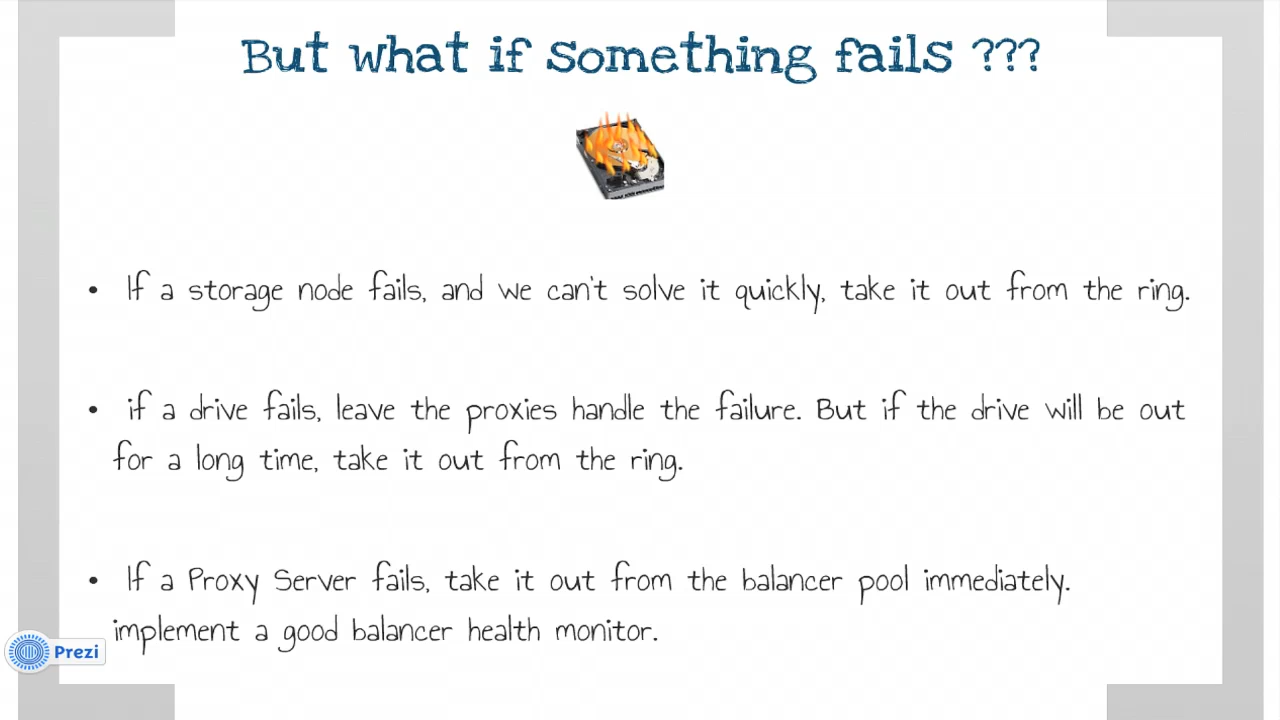 But what if something fails ???
• If a storage node fails, and we can't solve it quickly, take it out from the ring.
• if a drive fails, leave the proxies handle the failure. But if the drive will be out
for a long time, take it out from the ring.
• If a Proxy Server fails, take it out from the balancer pool immediately.
implement a good balancer health monitor.
Prezi